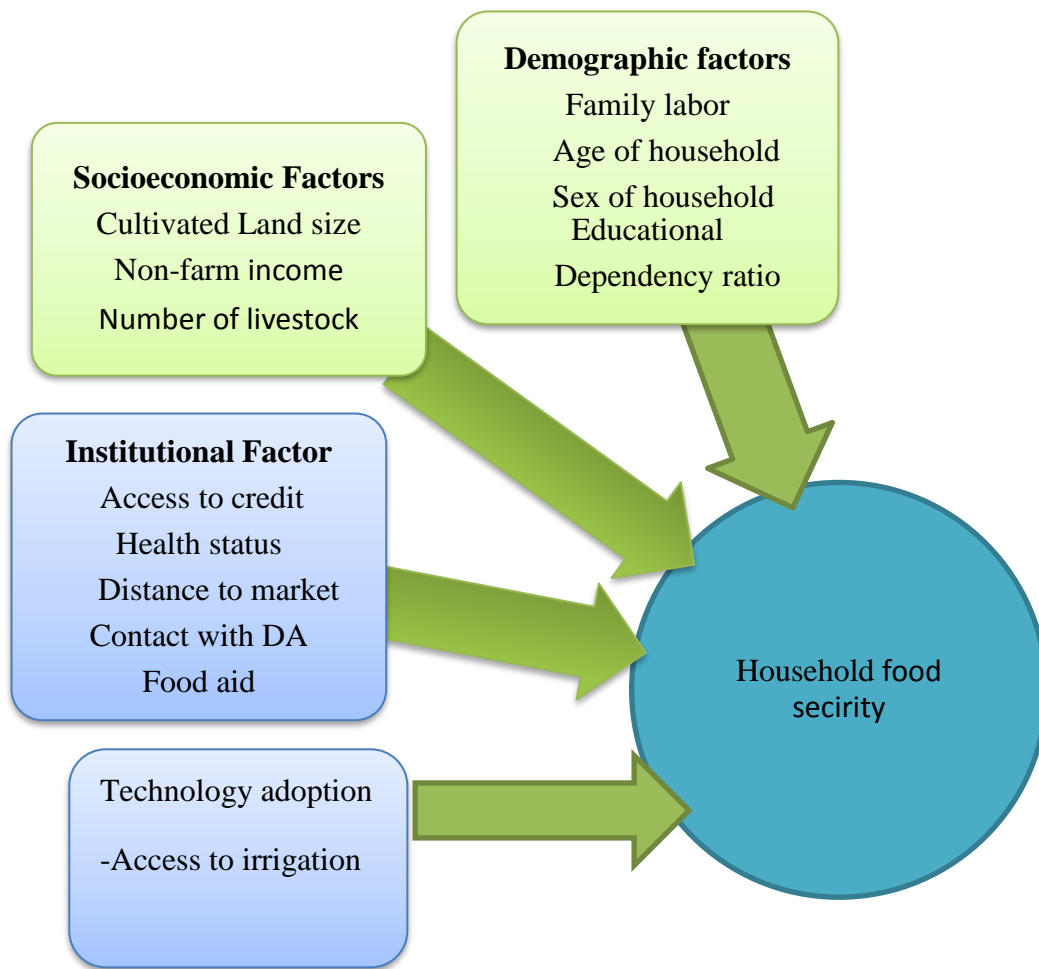 Demographic factors
Family labor
Age of household
Sex of household
Educational
Dependency ratio
Socioeconomic Factors
Cultivated Land size
Non-farm income
Number of livestock
Institutional Factor
Access to credit
Health status
Distance to market
Contact with DA
Food aid
Technology adoption
-Access to irrigation
Household food
secirity